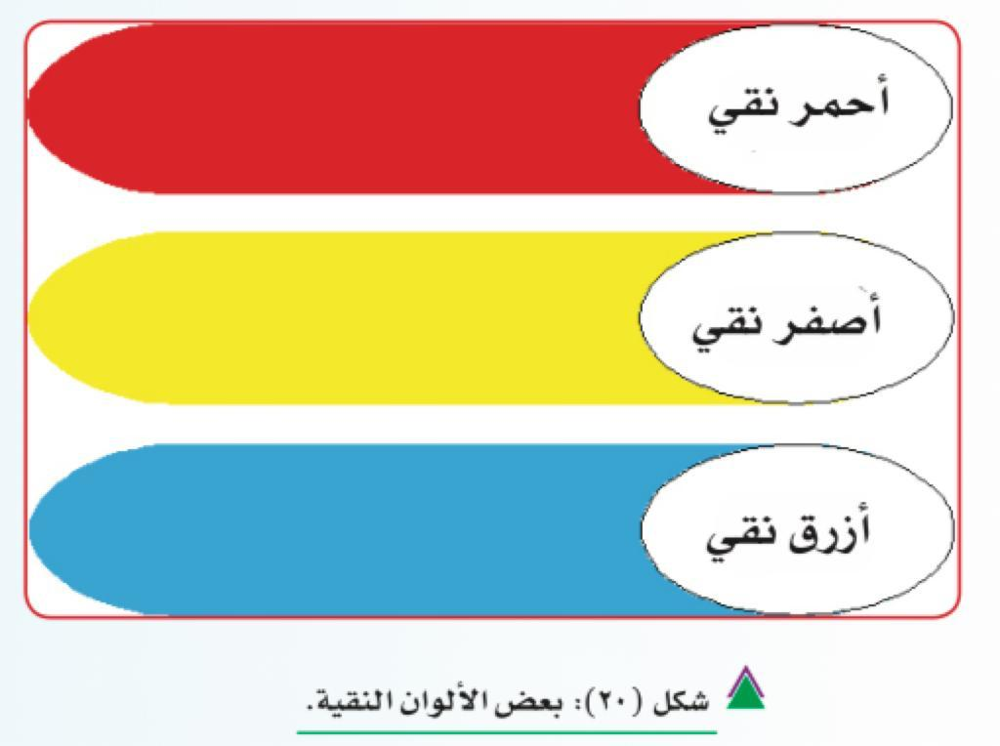 أحمر نقي
أصفر نقي
أزرق نقي
شكل (٢٠): بعض الألوان النقية.